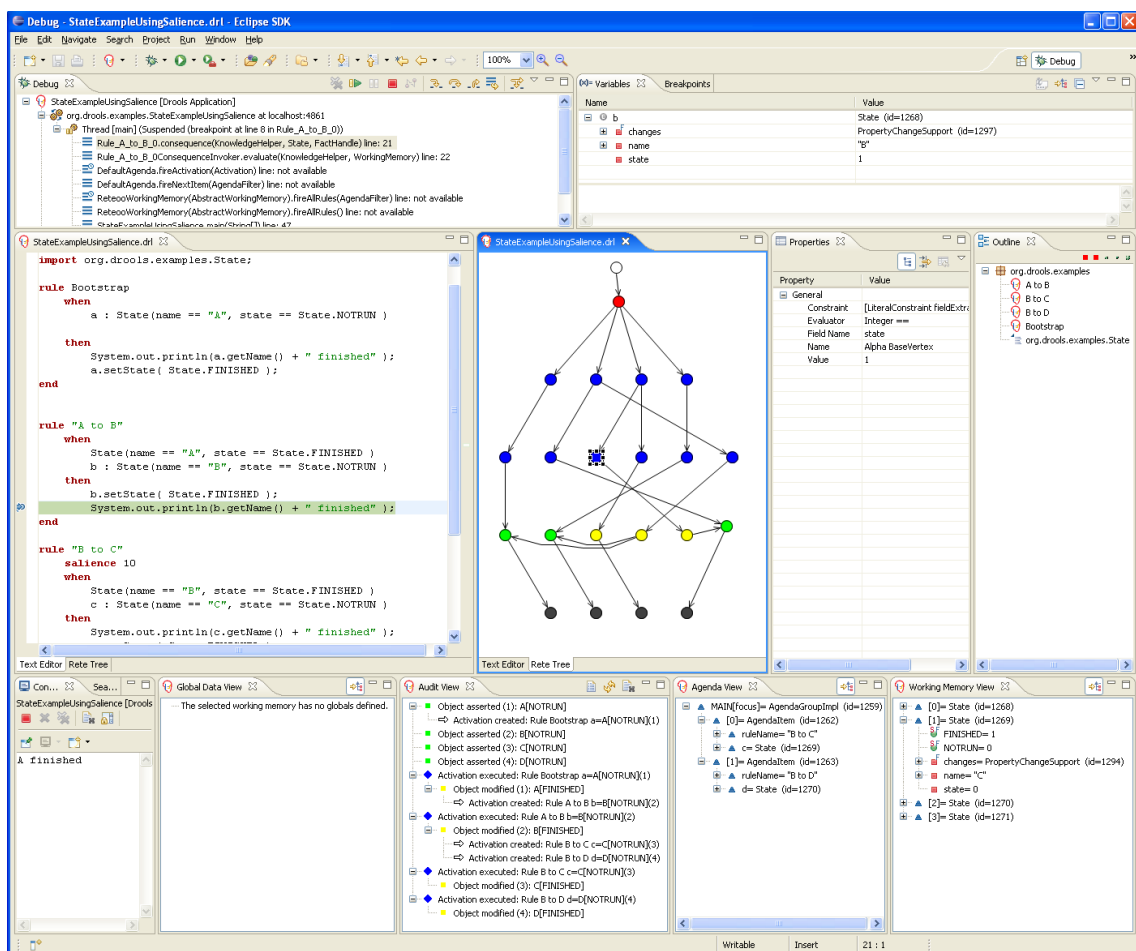 Debug - StateExampleUsingSalience.drl - Eclipse SDK
File Edit Navigate Search Project Run Window Help
100%
Debug
»
Debug
StateExampleUsingSalience [Drools Application]
org.drools.examples.StateExampleUsingSalience at localhost:4861
Thread [main] (Suspended (breakpoint at line 8 in Rule_A_to_B_0))
Rule_A_to_B_0.consequence(KnowledgeHelper, State, FactHandle) line: 21
Rule_A_to_B_0ConsequenceInvoker.evaluate(KnowledgeHelper, WorkingMemory) line: 22
DefaultAgenda.fireActivation(Activation) line: not available
DefaultAgenda.fireNextItem(AgendaFilter) line: not available
ReteooWorkingMemory(AbstractWorkingMemory).fireAllRules(AgendaFilter) line: not available
ReteooWorkingMemory(AbstractWorkingMemory).fireAllRules() line: not available
StateExampleUsingSalience.main(String[]) line: 47
(x)= Variables Breakpoints
Name Value
b State (id=1268)
changes PropertyChangeSupport (id=1297)
name "B"
state 1
StateExampleUsingSalience.drl
import org.drools.examples.State;
rule Bootstrap
when
a : State(name == "A", state == State.NOTRUN )
then
System.out.println(a.getName() + " finished" );
a.setState( State.FINISHED );
end
rule "A to B"
when
State(name == "A", state == State.FINISHED )
b : State(name == "B", state == State.NOTRUN )
then
b.setState( State.FINISHED );
System.out.println(b.getName() + " finished" );
end
rule "B to C"
salience 10
when
State(name == "B", state == State.FINISHED )
c : State(name == "C", state == State.NOTRUN )
then
System.out.println(c.getName() + " finished" );
Text Editor Rete Tree
StateExampleUsingSalience.drl
Text Editor Rete Tree
Properties
Property Value
General
Constraint [LiteralConstraint fieldExtra
Evaluator Integer ==
Field Name state
Name Alpha BaseVertex
Value 1
Outline
org.drools.examples
A to B
B to C
B to D
Bootstrap
org.drools.examples.State
Con... Sea...
StateExampleUsingSalience [Drools
A finished
Global Data View
The selected working memory has no globals defined.
Audit View
Object asserted (1): A[NOTRUN]
Activation created: Rule Bootstrap a=A[NOTRUN](1)
Object asserted (2): B[NOTRUN]
Object asserted (3): C[NOTRUN]
Object asserted (4): D[NOTRUN]
Activation executed: Rule Bootstrap a=A[NOTRUN](1)
Object modified (1): A[FINISHED]
Activation created: Rule A to B b=B[NOTRUN](2)
Activation executed: Rule A to B b=B[NOTRUN](2)
Object modified (2): B[FINISHED]
Activation created: Rule B to C c=C[NOTRUN](3)
Activation created: Rule B to D d=D[NOTRUN](4)
Activation executed: Rule B to C c=C[NOTRUN](3)
Object modified (3): C[FINISHED]
Activation executed: Rule B to D d=D[NOTRUN](4)
Object modified (4): D[FINISHED]
Agenda View
MAIN[focus]= AgendaGroupImpl (id=1259)
[0]= AgendaItem (id=1262)
ruleName= "B to C"
c= State (id=1269)
[1]= AgendaItem (id=1263)
ruleName= "B to D"
d= State (id=1270)
Working Memory View
[0]= State (id=1268)
[1]= State (id=1269)
FINISHED= 1
NOTRUN= 0
changes= PropertyChangeSupport (id=1294)
name= "C"
state= 0
[2]= State (id=1270)
[3]= State (id=1271)
Writable Insert 21 : 1